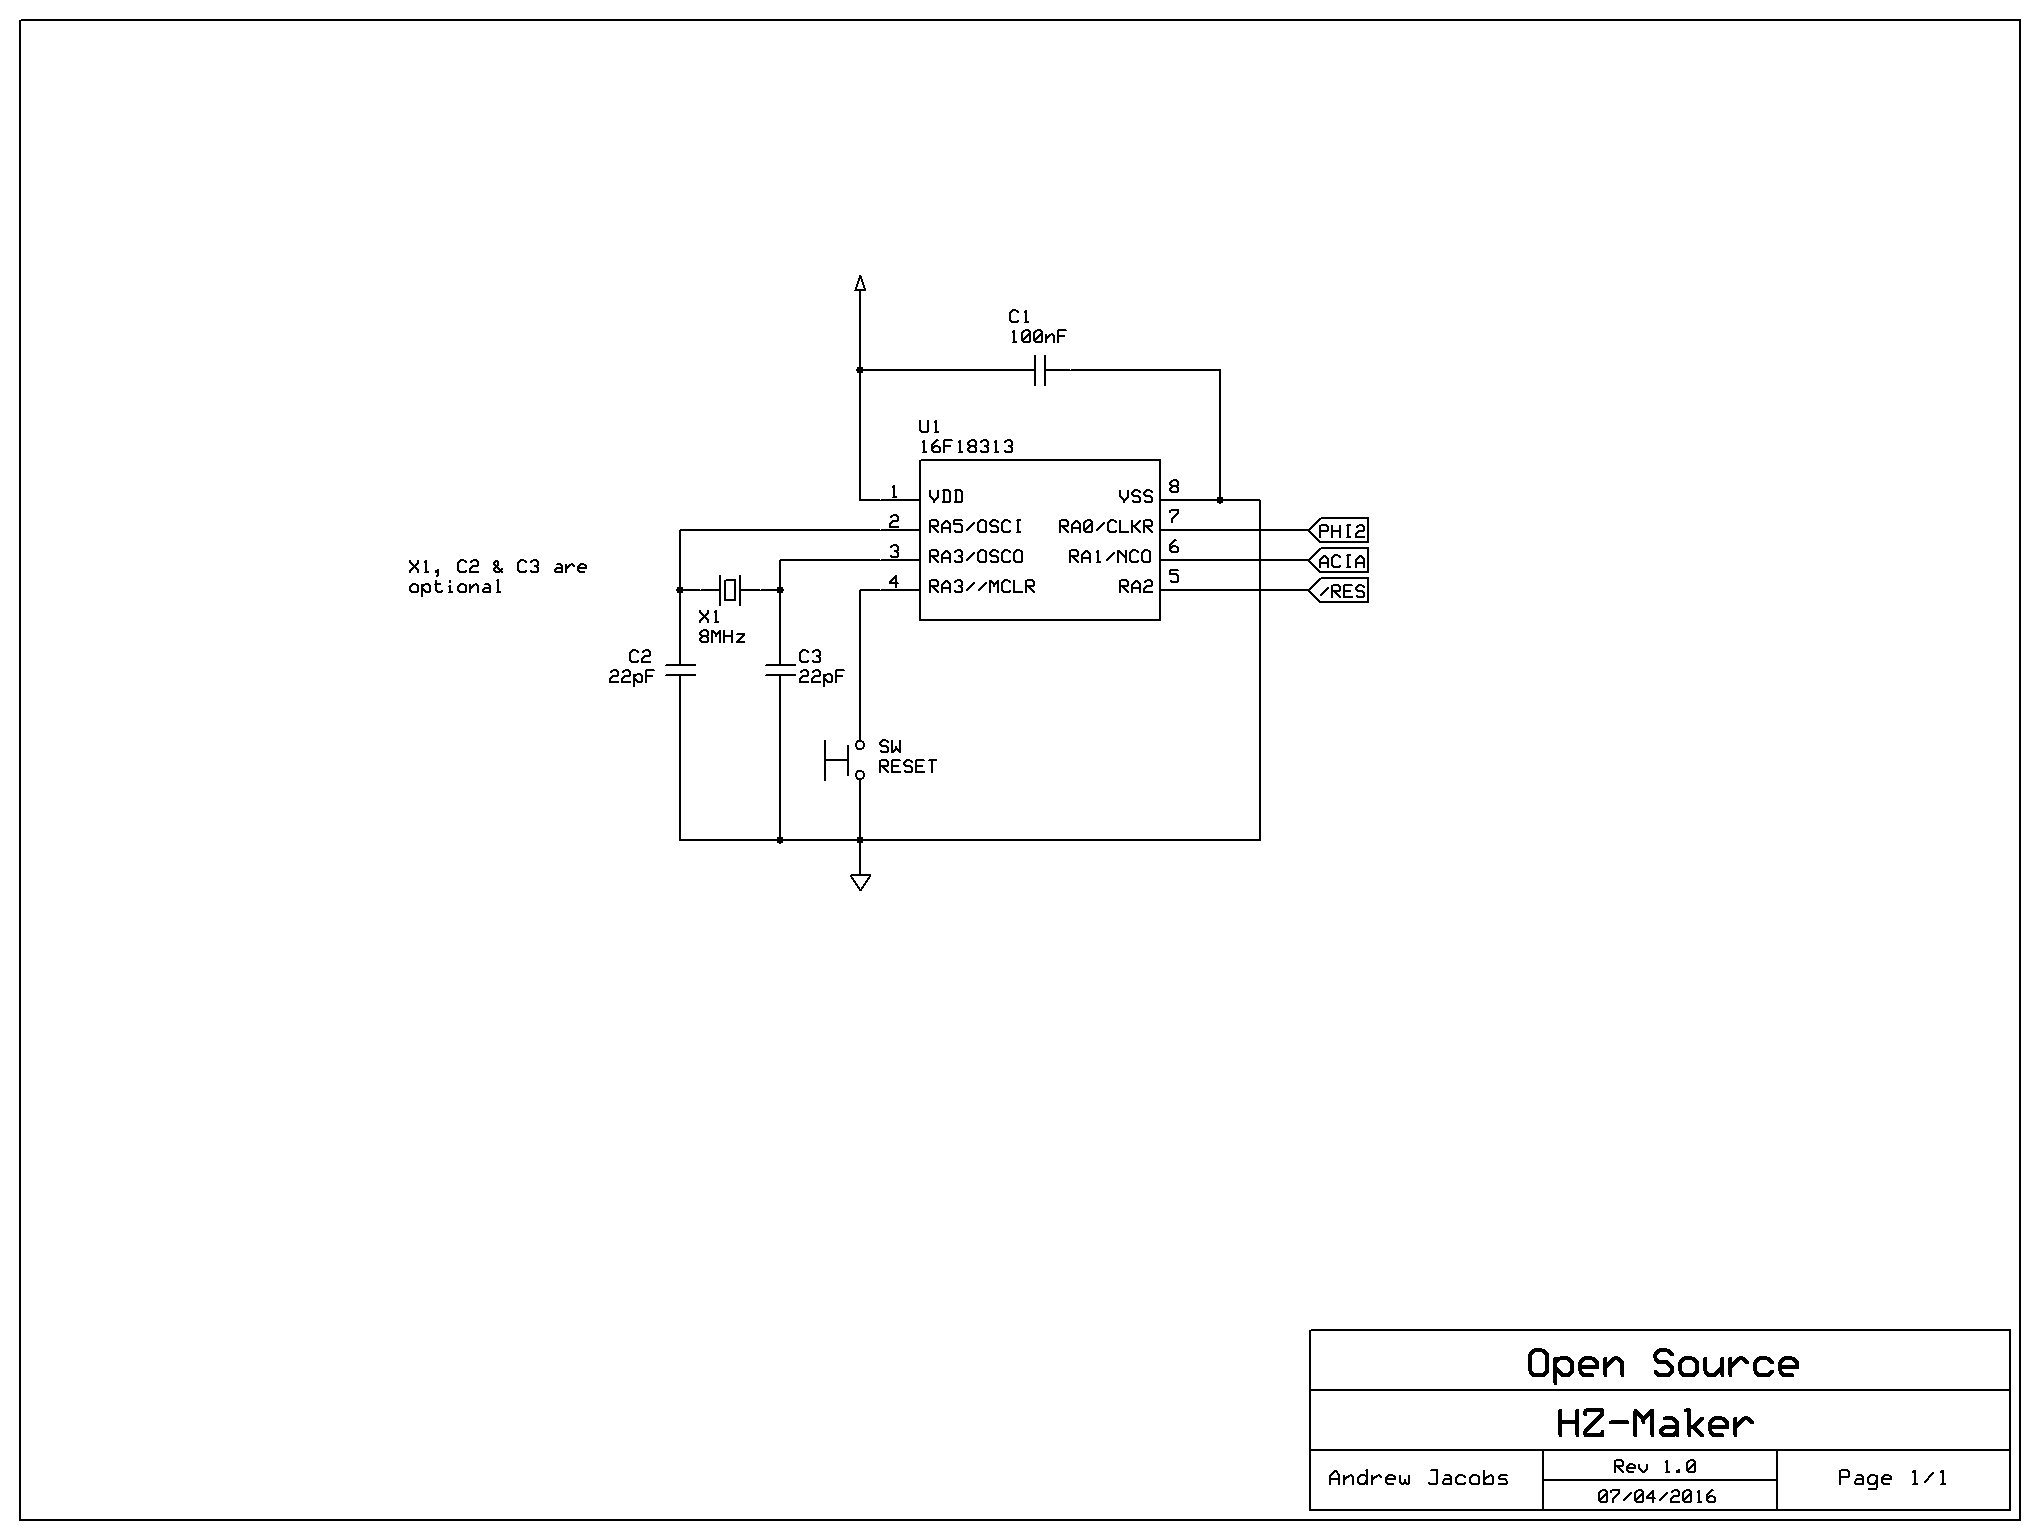 C1
100nF
U1
16F18313
1 VDD VSS 8
2 RA5/OSCI RA0/CLKR 7 PHI2
3 RA3/OSCO RA1/NCO 6 ACIA
4 RA3//MCLR RA2 5 /RES
X1, C2 & C3 are
optional
X1
8MHz
C2
22pF
C3
22pF
SW
RESET
Open Source
HZ-Maker
Andrew Jacobs
Rev 1.0
07/04/2016
Page 1/1